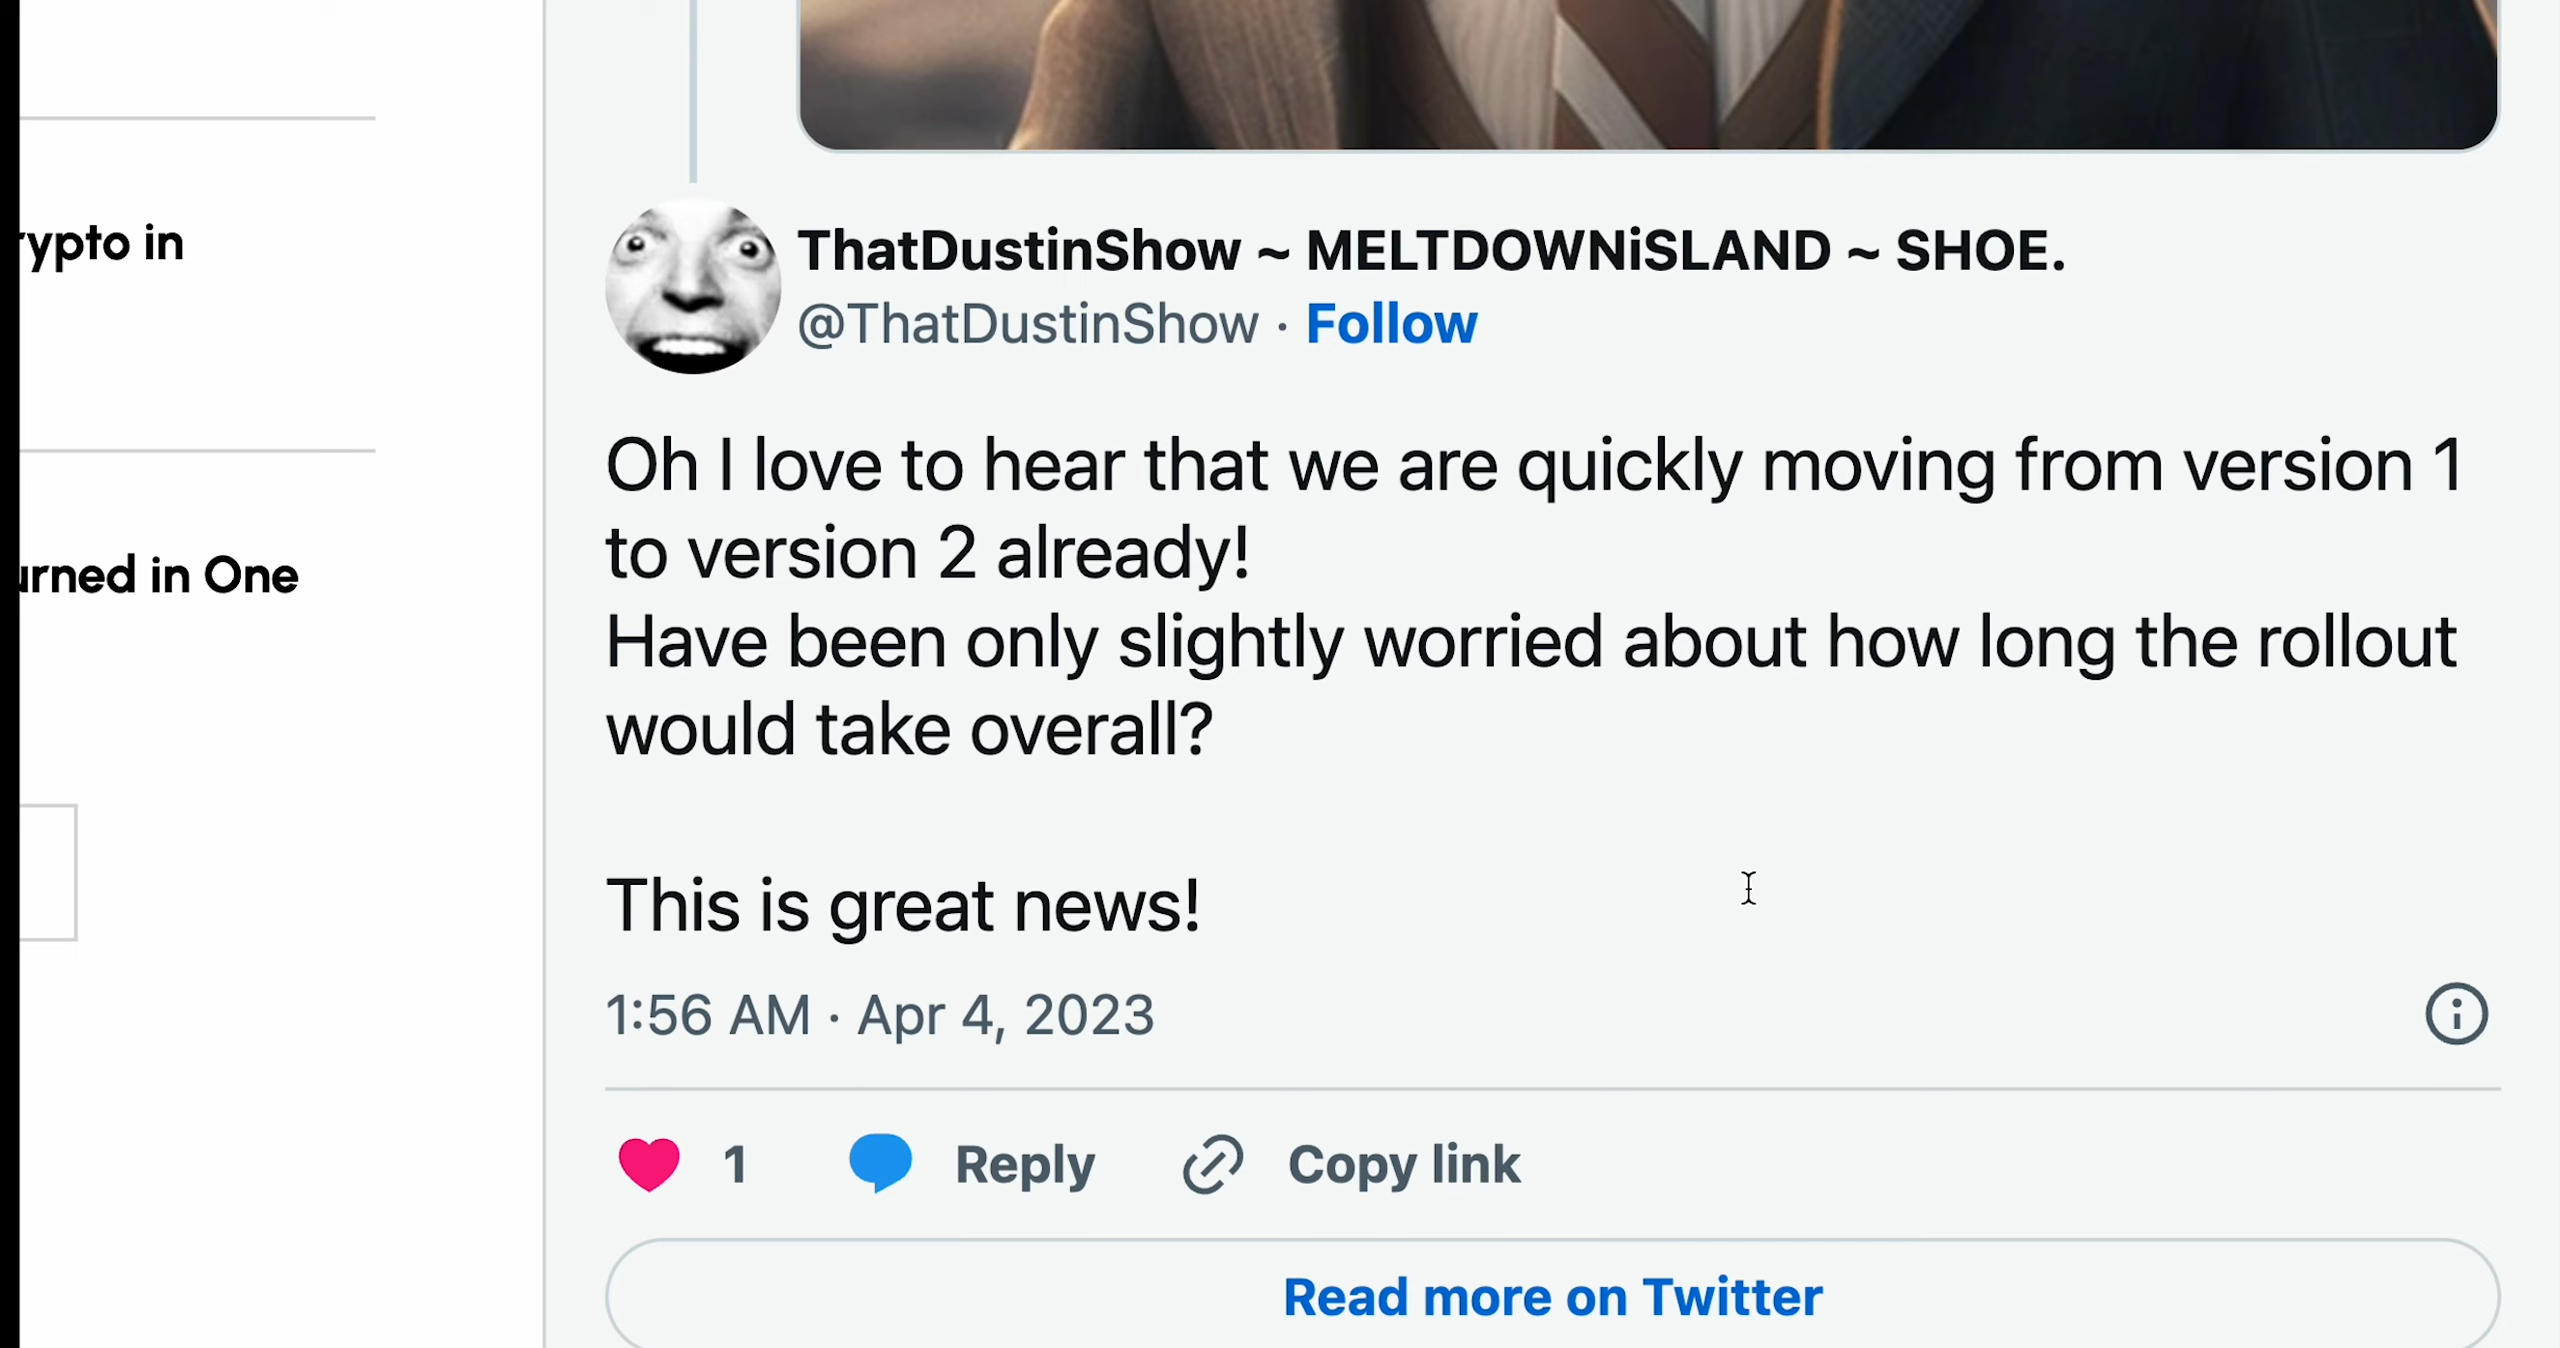 ypto in
urned in One
ThatDustinShow ~ MELTDOWNiSLAND ~ SHOE.
@ThatDustinShow · Follow
Oh I love to hear that we are quickly moving from version 1
to version 2 already!
Have been only slightly worried about how long the rollout
would take overall?
This is great news!
1:56 AM · Apr 4, 2023
1 Reply Copy link
Read more on Twitter